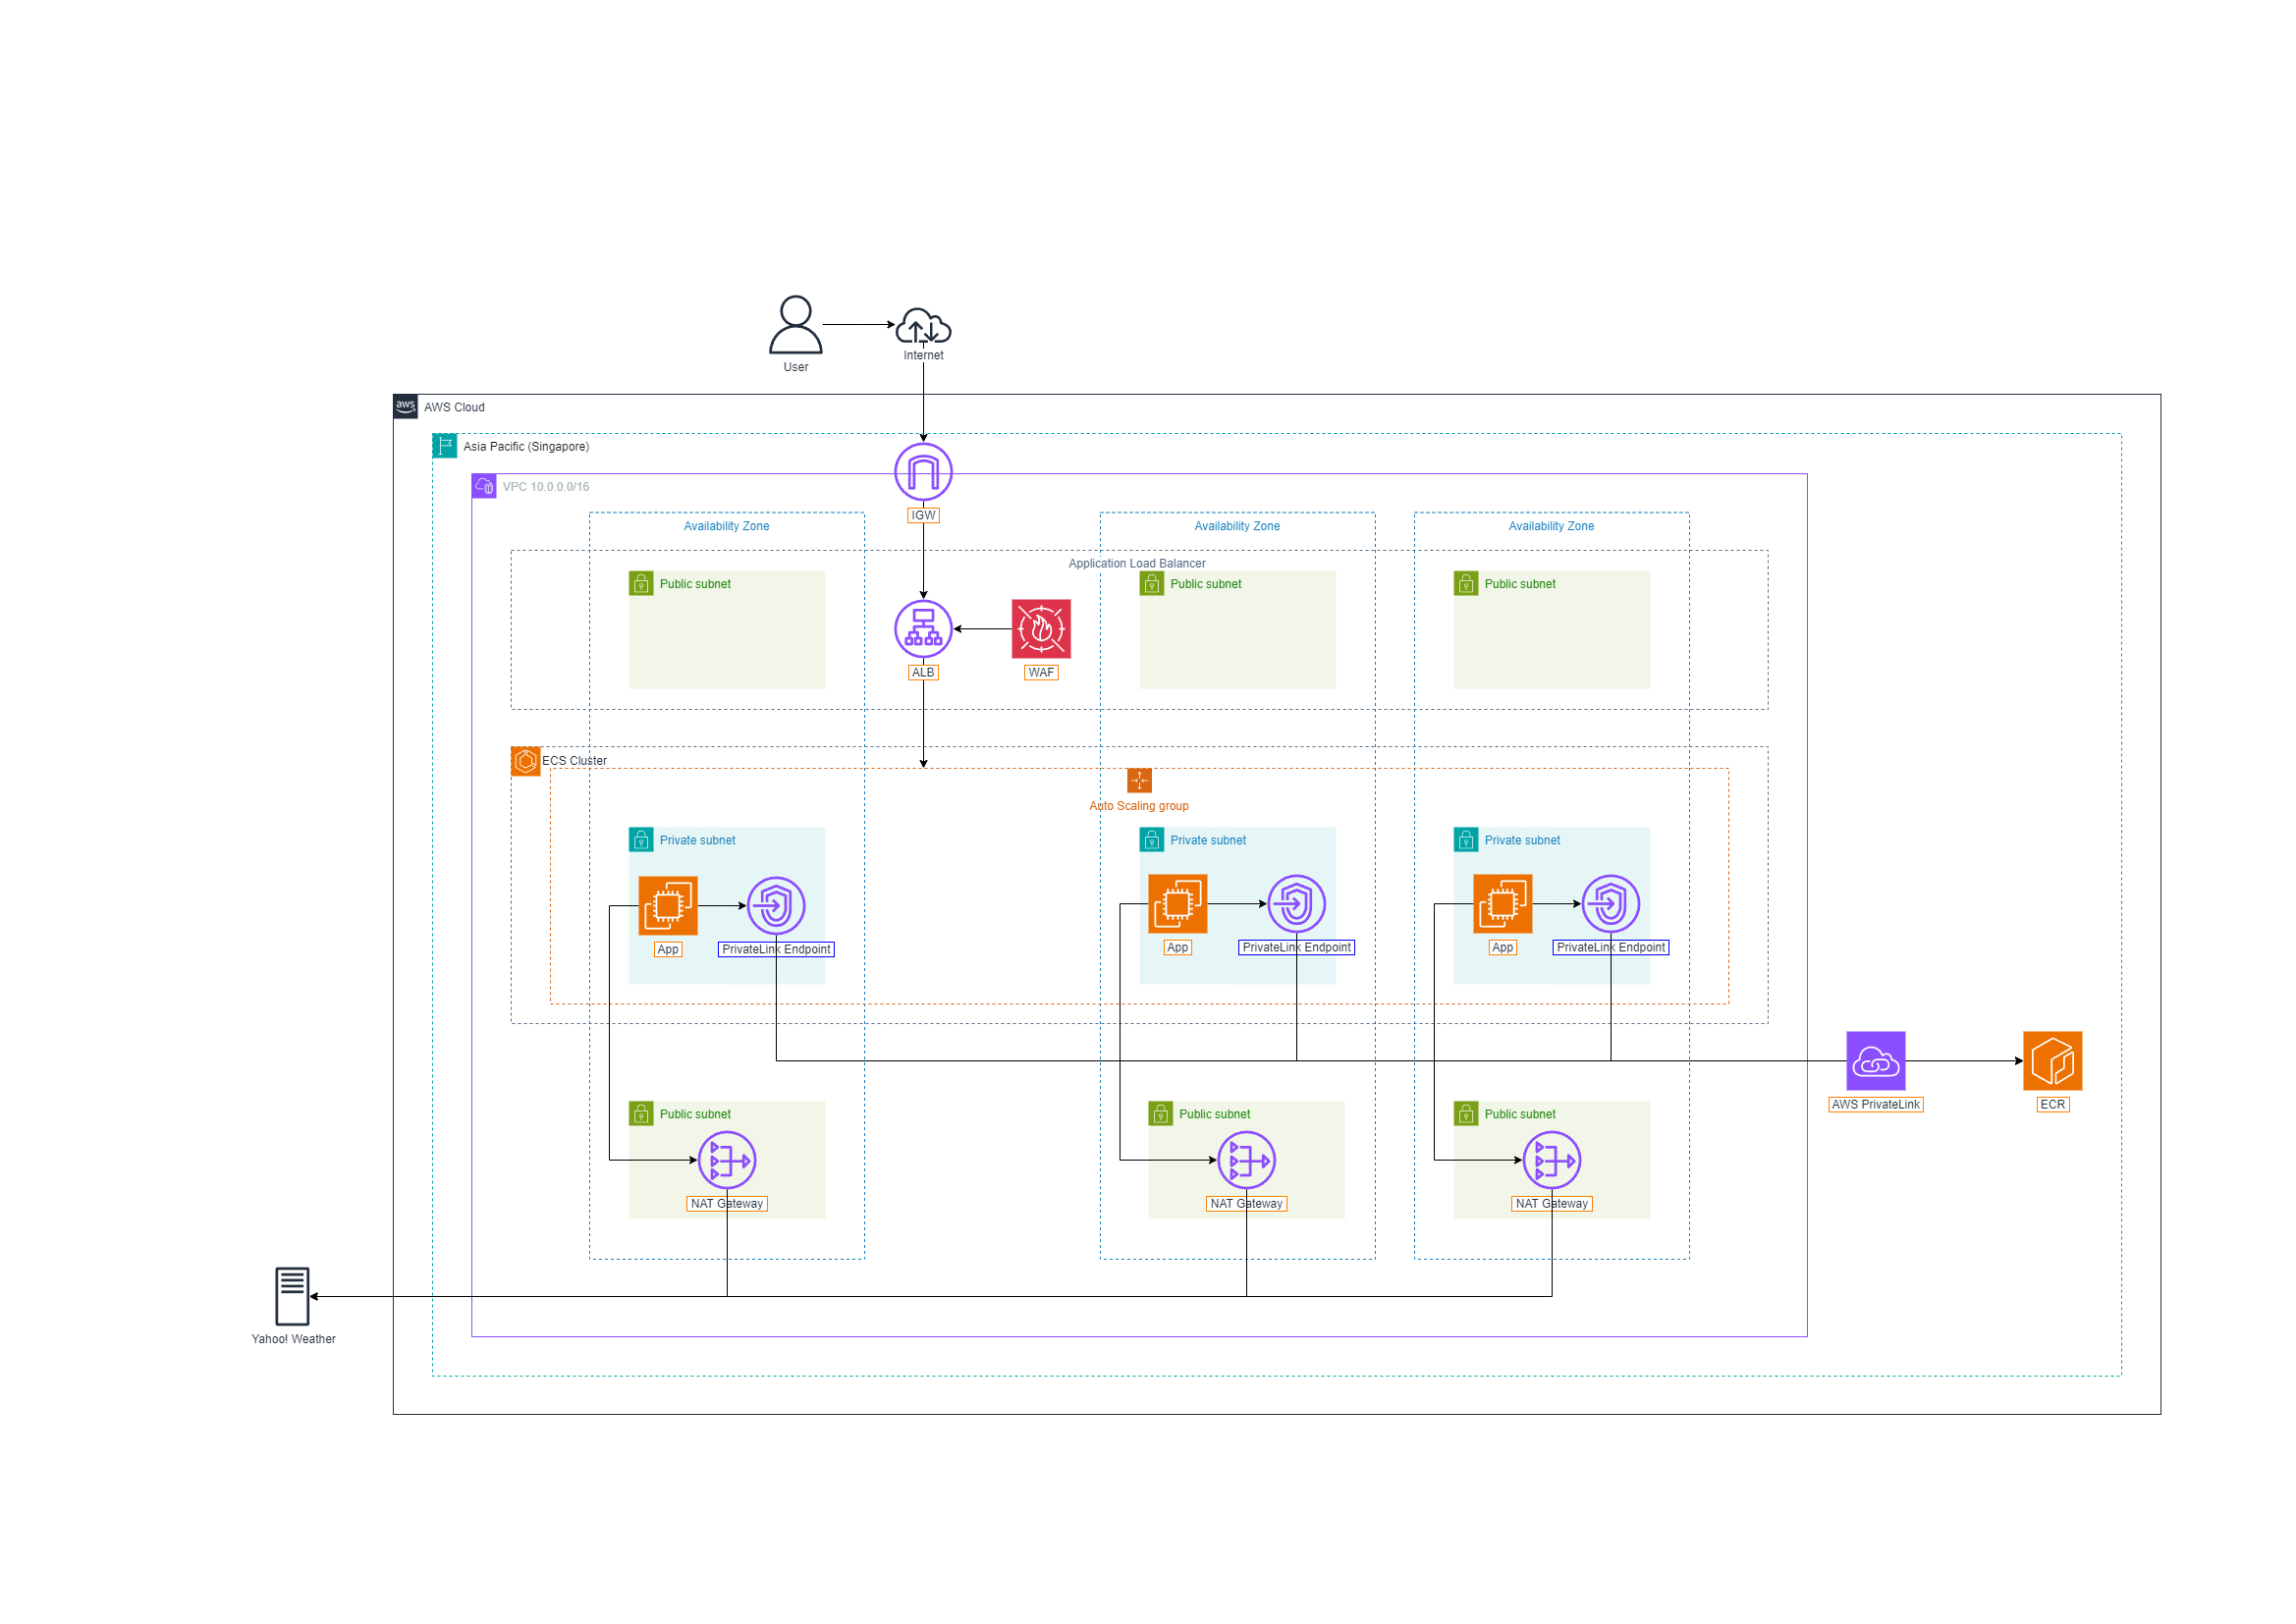 User
Internet
aws
AWS Cloud
Asia Pacific (Singapore)
VPC 10.0.0.0/16
IGW
Availability Zone
Availability Zone
Availability Zone
Application Load Balancer
Public subnet
Public subnet
Public subnet
ALB
WAF
ECS Cluster
Auto Scaling group
Private subnet
Private subnet
Private subnet
App
PrivateLink Endpoint
App
PrivateLink Endpoint
App
PrivateLink Endpoint
AWS PrivateLink
ECR
Public subnet
Public subnet
Public subnet
NAT Gateway
NAT Gateway
NAT Gateway
Yahoo! Weather